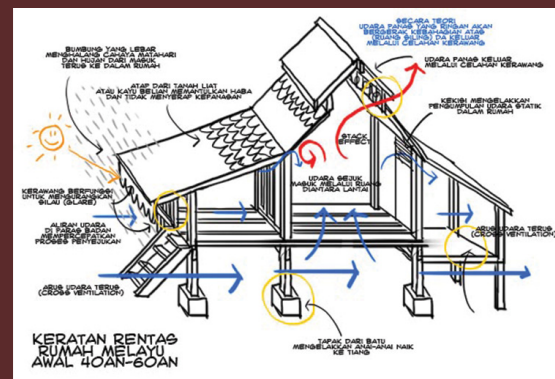 SECARA TEORI
UDARA PANAS YANG RINGAN AKAN
BERGERAK KEBAHAGIAN ATAS
(RUANG SILING) DA KELUAR
MELALUI CELAHAN KERAWANG
BUMBUNG YANG LEBAR
MENGHALANG CAHAYA MATAHARI
DAN HUJAN DARI MASUK
TERUS KE DALAM RUMAH
UDARA PANAS KELUAR
MELALUI CELAHAN KERAWANG
ATAP DARI TANAH LIAT
ATAU KAYU BELIAN MEMANTULKAN HABA
DAN TIDAK MENYERAP KEPANASAN
KEKISI MENGELAKKAN
PENGUMPULAN UDARA STATIK
DALAM RUMAH
STACK
EFFECT
UDARA SEJUK
MASUK MELALUI RUANG
DIANTARA LANTAI
KERAWANG BERFUNGSI
UNTUK MENGURANGKAN
SILAU (GLARE)
ALIRAN UDARA
DI PARAS BADAN
MEMPERCEPATKAN
PROSES PENYEJUKAN
ARUS UDARA TERUS
(CROSS VENTILATION)
ARUS UDARA TERUS
(CROSS VENTILATION)
TAPAK DARI BATU
MENGELAKKAN ANAI-ANAI NAIK
KE TIANG
KERATAN RENTAS
RUMAH MELAYU
AWAL 40AN-60AN